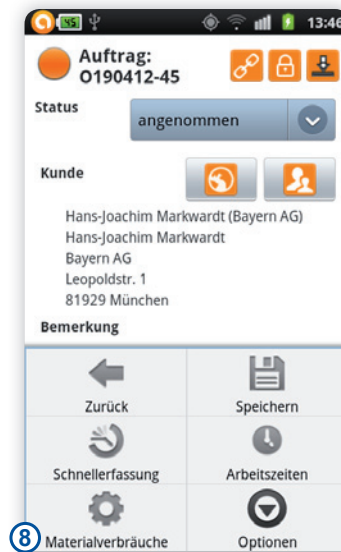 45 13:46
Auftrag:
O190412-45
Status
angenommen
Kunde
Hans-Joachim Markwardt (Bayern AG)
Hans-Joachim Markwardt
Bayern AG
Leopoldstr. 1
81929 München
Bemerkung
Zurück Speichern
Schnellerfassung Arbeitszeiten
8 Materialverbräuche Optionen